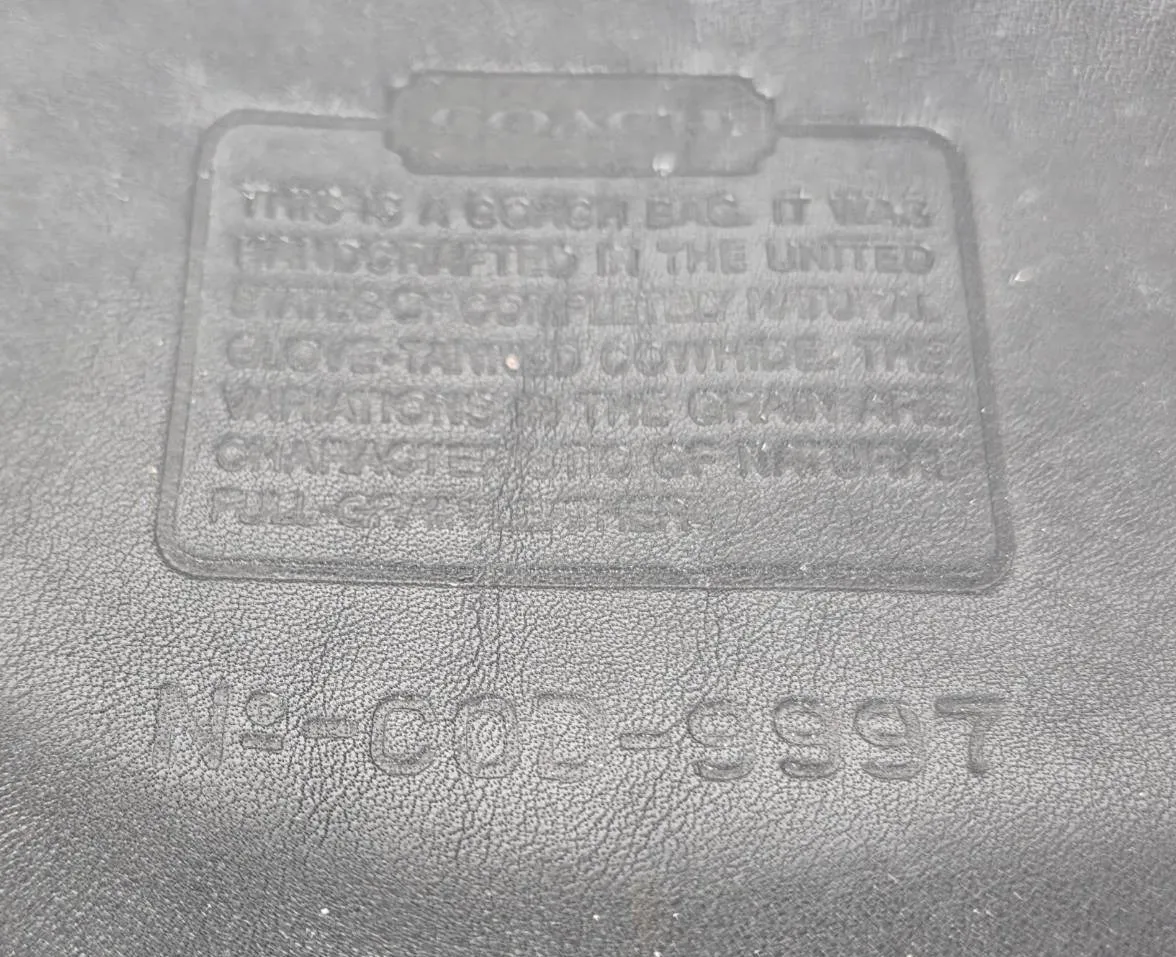 COACH
THIS IS A COACH BAG. IT WAS
HANDCRAFTED IN THE UNITED
STATES OF COMPLETELY NATURAL
GLOVE-TANNED COWHIDE. THE
VARIATIONS IN THE GRAIN ARE
CHARACTERISTIC OF NATURAL
FULL-GRAIN LEATHER.
Nº-COD-9997